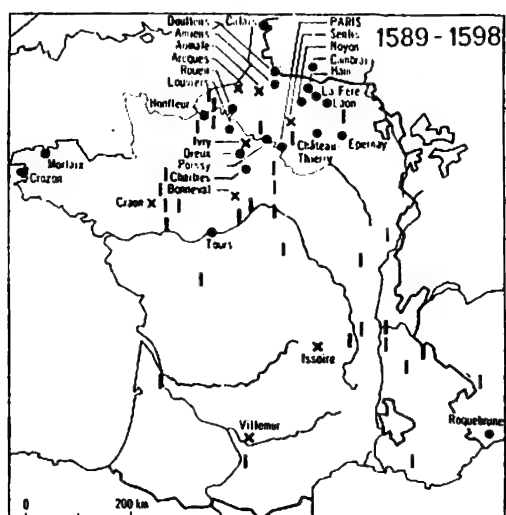 1589-1598
Doullens
Calais
Amiens
Aumale
Arques
Rouen
Louviers
Honfleur
PARIS
Senlis
Noyon
Cambrai
Ham
La Fère
Laon
Ivry
Dreux
Poissy
Chartres
Bonneval
Château-
Thierry
Epernay
Morlaix
Crozon
Craon
Tours
Issoire
Villemur
Roquebrune
0 200 km